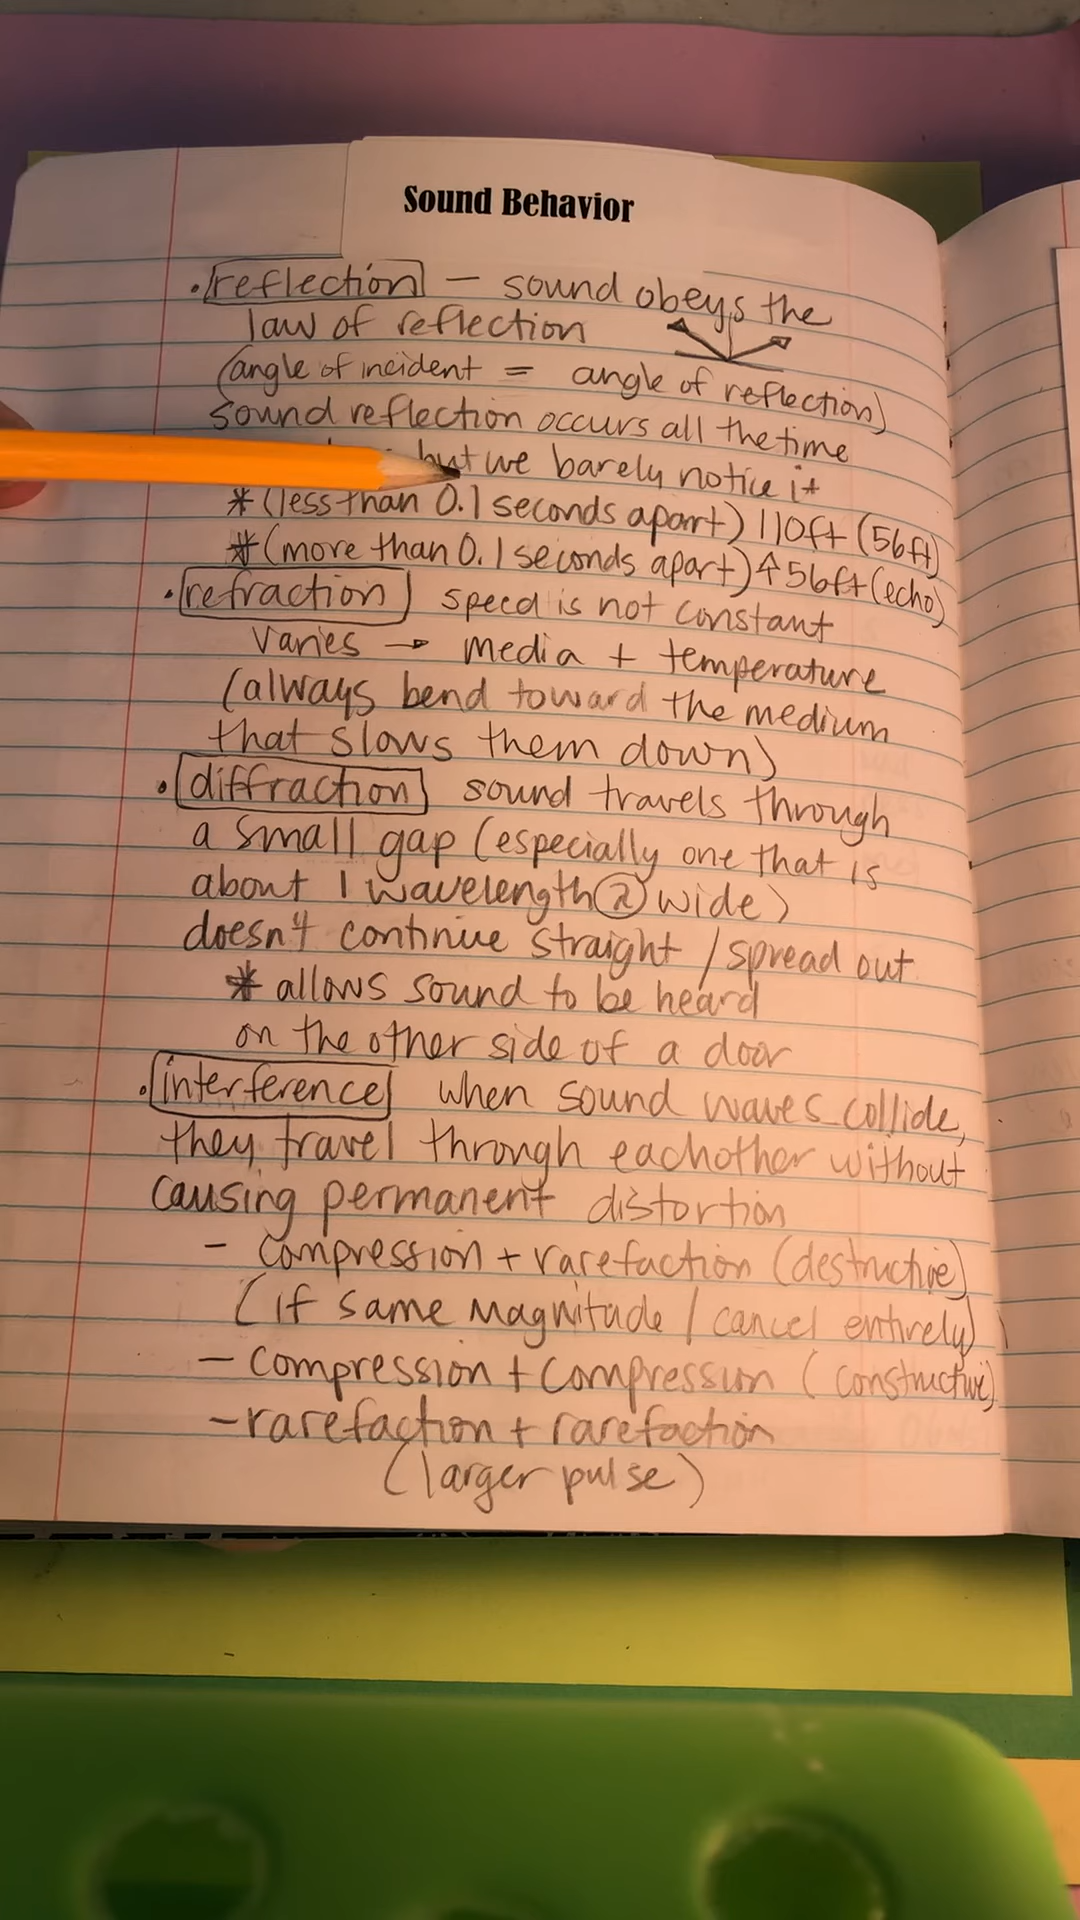 Sound Behavior
• reflection — sound obeys the
law of reflection
(angle of incident = angle of reflection)
sound reflection occurs all the time
but we barely notice it
* (less than 0.1 seconds apart) 110ft (56ft)
* (more than 0.1 seconds apart) ↑56ft (echo)
• refraction speed is not constant
varies → media + temperature
(always bend toward the medium
that slows them down)
• diffraction sound travels through
a small gap (especially one that is
about 1 wavelength λ wide)
doesn't continue straight / spread out
* allows sound to be heard
on the other side of a door
• interference when sound waves collide,
they travel through eachother without
causing permanent distortion
- compression + rarefaction (destructive)
(if same magnitude / cancel entirely)
- compression + compression (constructive)
- rarefaction + rarefaction
(larger pulse)